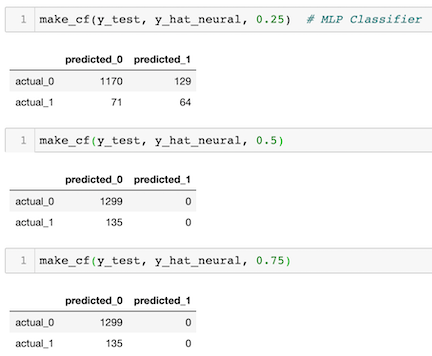 1 make_cf(y_test, y_hat_neural, 0.25) # MLP Classifier
predicted_0 predicted_1
actual_0 1170 129
actual_1 71 64
1 make_cf(y_test, y_hat_neural, 0.5)
predicted_0 predicted_1
actual_0 1299 0
actual_1 135 0
1 make_cf(y_test, y_hat_neural, 0.75)
predicted_0 predicted_1
actual_0 1299 0
actual_1 135 0